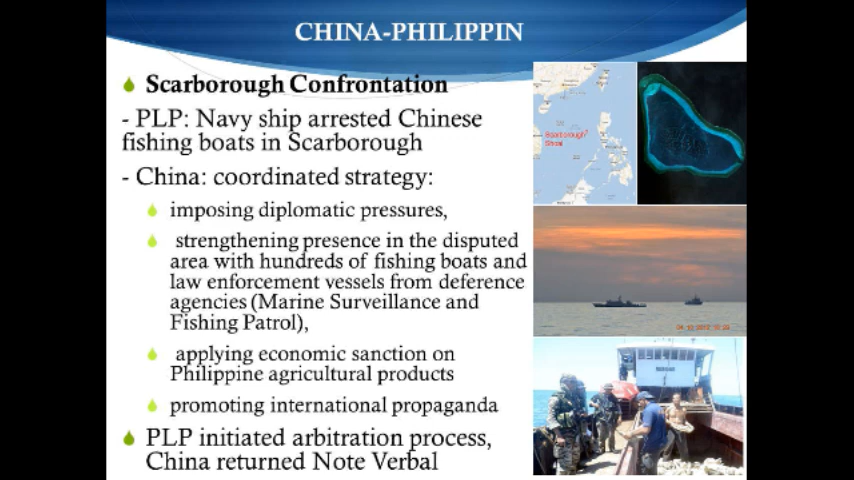 CHINA-PHILIPPIN
Scarborough Confrontation
- PLP: Navy ship arrested Chinese
fishing boats in Scarborough
- China: coordinated strategy:
imposing diplomatic pressures,
strengthening presence in the disputed
area with hundreds of fishing boats and
law enforcement vessels from deference
agencies (Marine Surveillance and
Fishing Patrol),
applying economic sanction on
Philippine agricultural products
promoting international propaganda
PLP initiated arbitration process,
China returned Note Verbal
Scarborough
Shoal